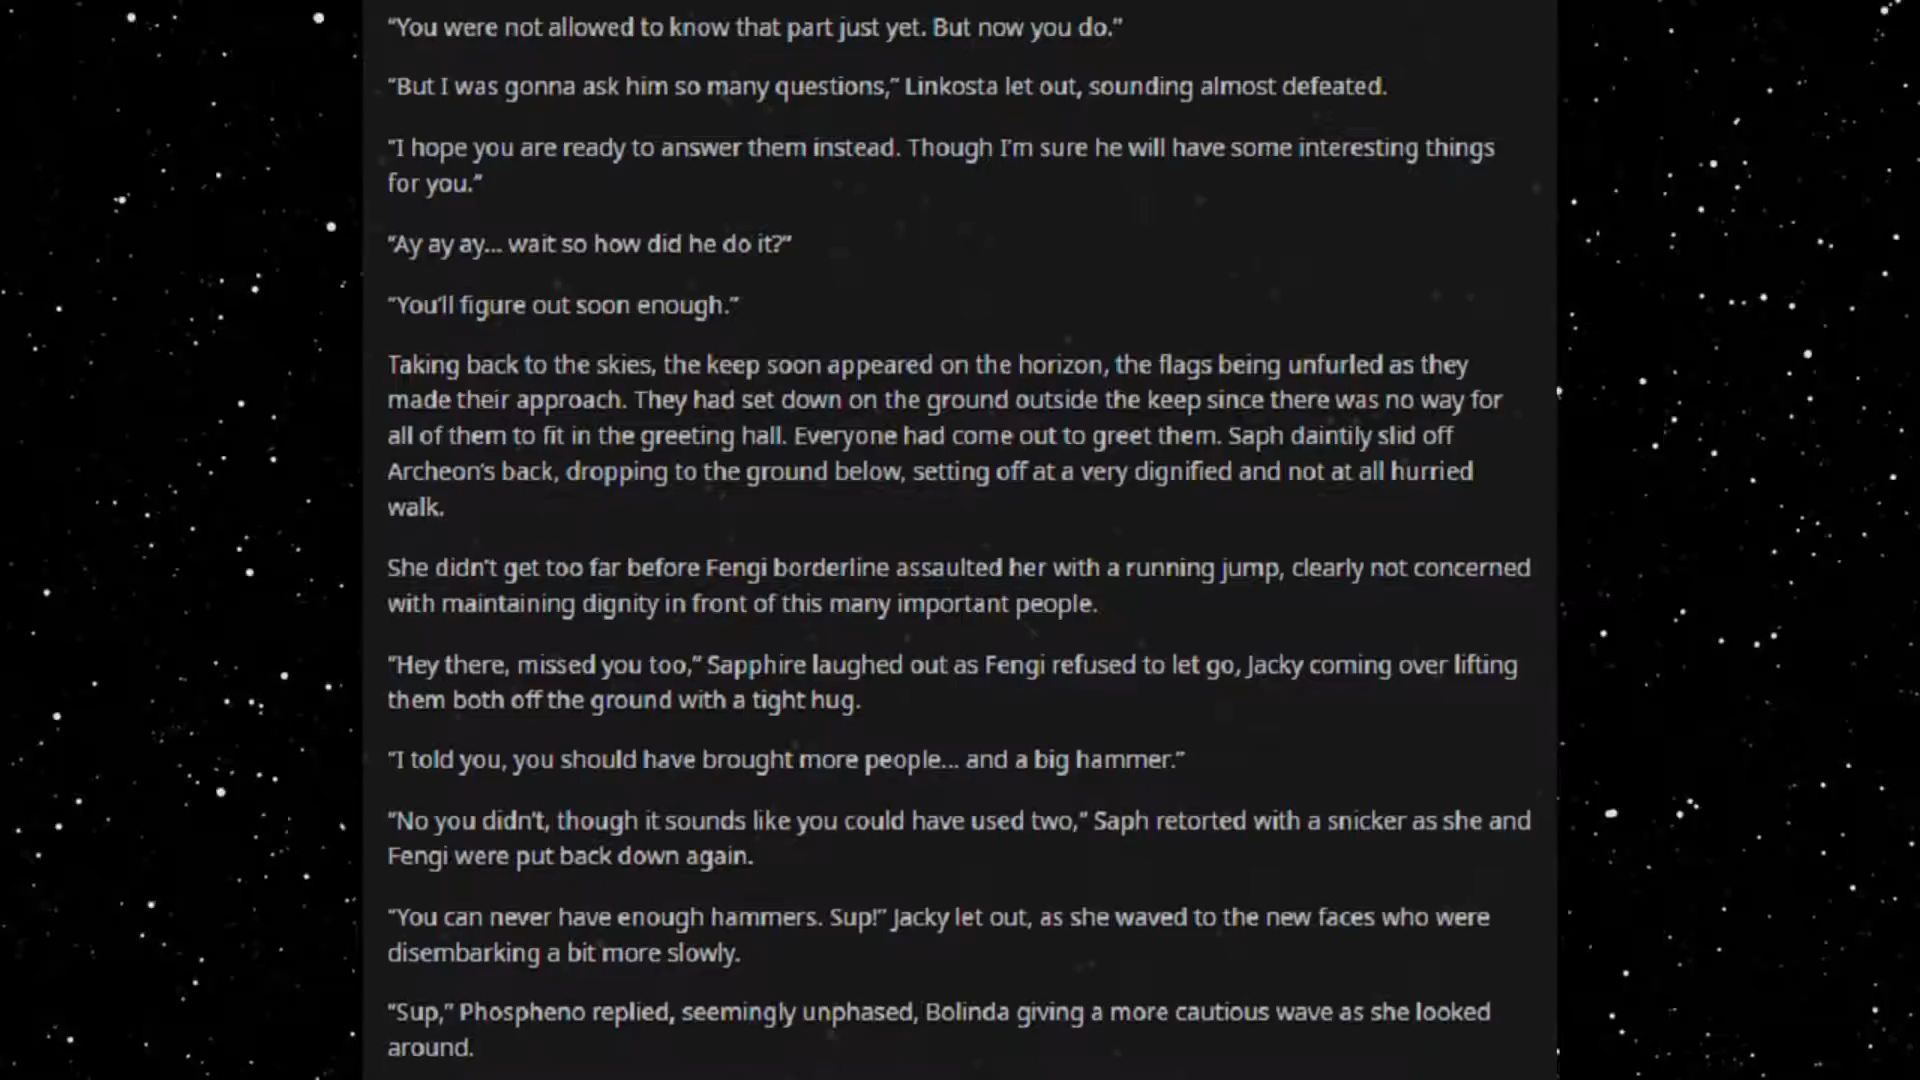 “You were not allowed to know that part just yet. But now you do.”
“But I was gonna ask him so many questions,” Linkosta let out, sounding almost defeated.
“I hope you are ready to answer them instead. Though I’m sure he will have some interesting things
for you.”
“Ay ay ay... wait so how did he do it?”
“You’ll figure out soon enough.”
Taking back to the skies, the keep soon appeared on the horizon, the flags being unfurled as they
made their approach. They had set down on the ground outside the keep since there was no way for
all of them to fit in the greeting hall. Everyone had come out to greet them. Saph daintily slid off
Archeon’s back, dropping to the ground below, setting off at a very dignified and not at all hurried
walk.
She didn’t get too far before Fengi borderline assaulted her with a running jump, clearly not concerned
with maintaining dignity in front of this many important people.
“Hey there, missed you too,” Sapphire laughed out as Fengi refused to let go, Jacky coming over lifting
them both off the ground with a tight hug.
“I told you, you should have brought more people... and a big hammer.”
“No you didn’t, though it sounds like you could have used two,” Saph retorted with a snicker as she and
Fengi were put back down again.
“You can never have enough hammers. Sup!” Jacky let out, as she waved to the new faces who were
disembarking a bit more slowly.
“Sup,” Phospheno replied, seemingly unphased, Bolinda giving a more cautious wave as she looked
around.